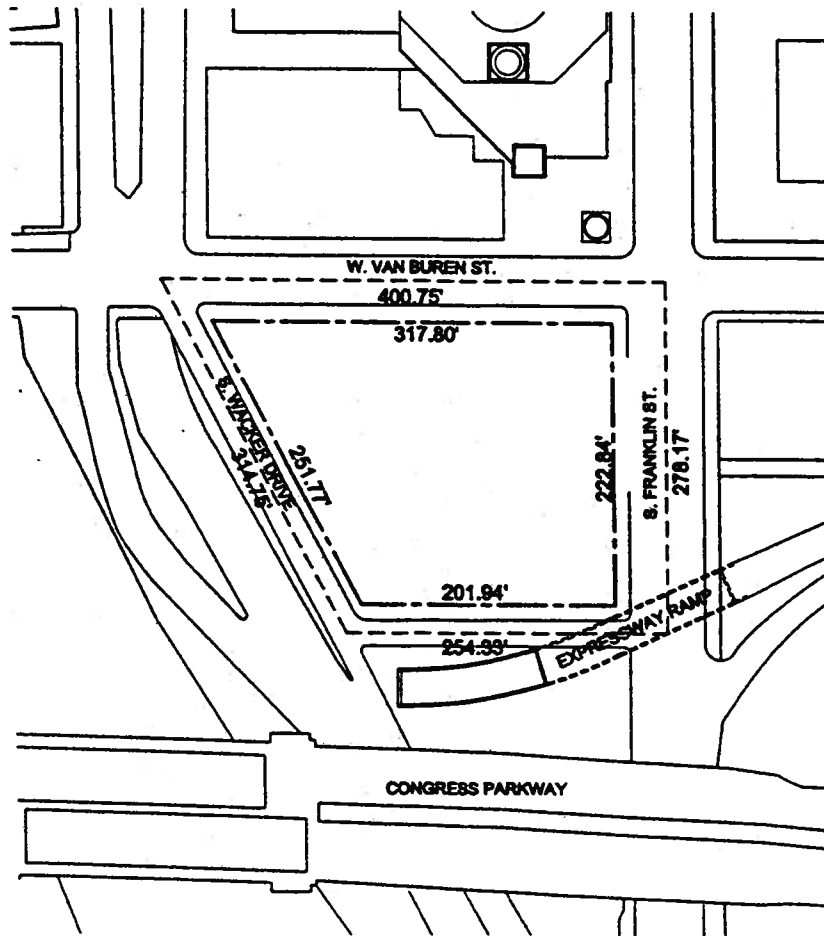 W. VAN BUREN ST.
400.75'
317.80'
S. WACKER DRIVE
314.75'
251.77'
222.84'
S. FRANKLIN ST.
278.17'
201.94'
254.33'
EXPRESSWAY RAMP
CONGRESS PARKWAY